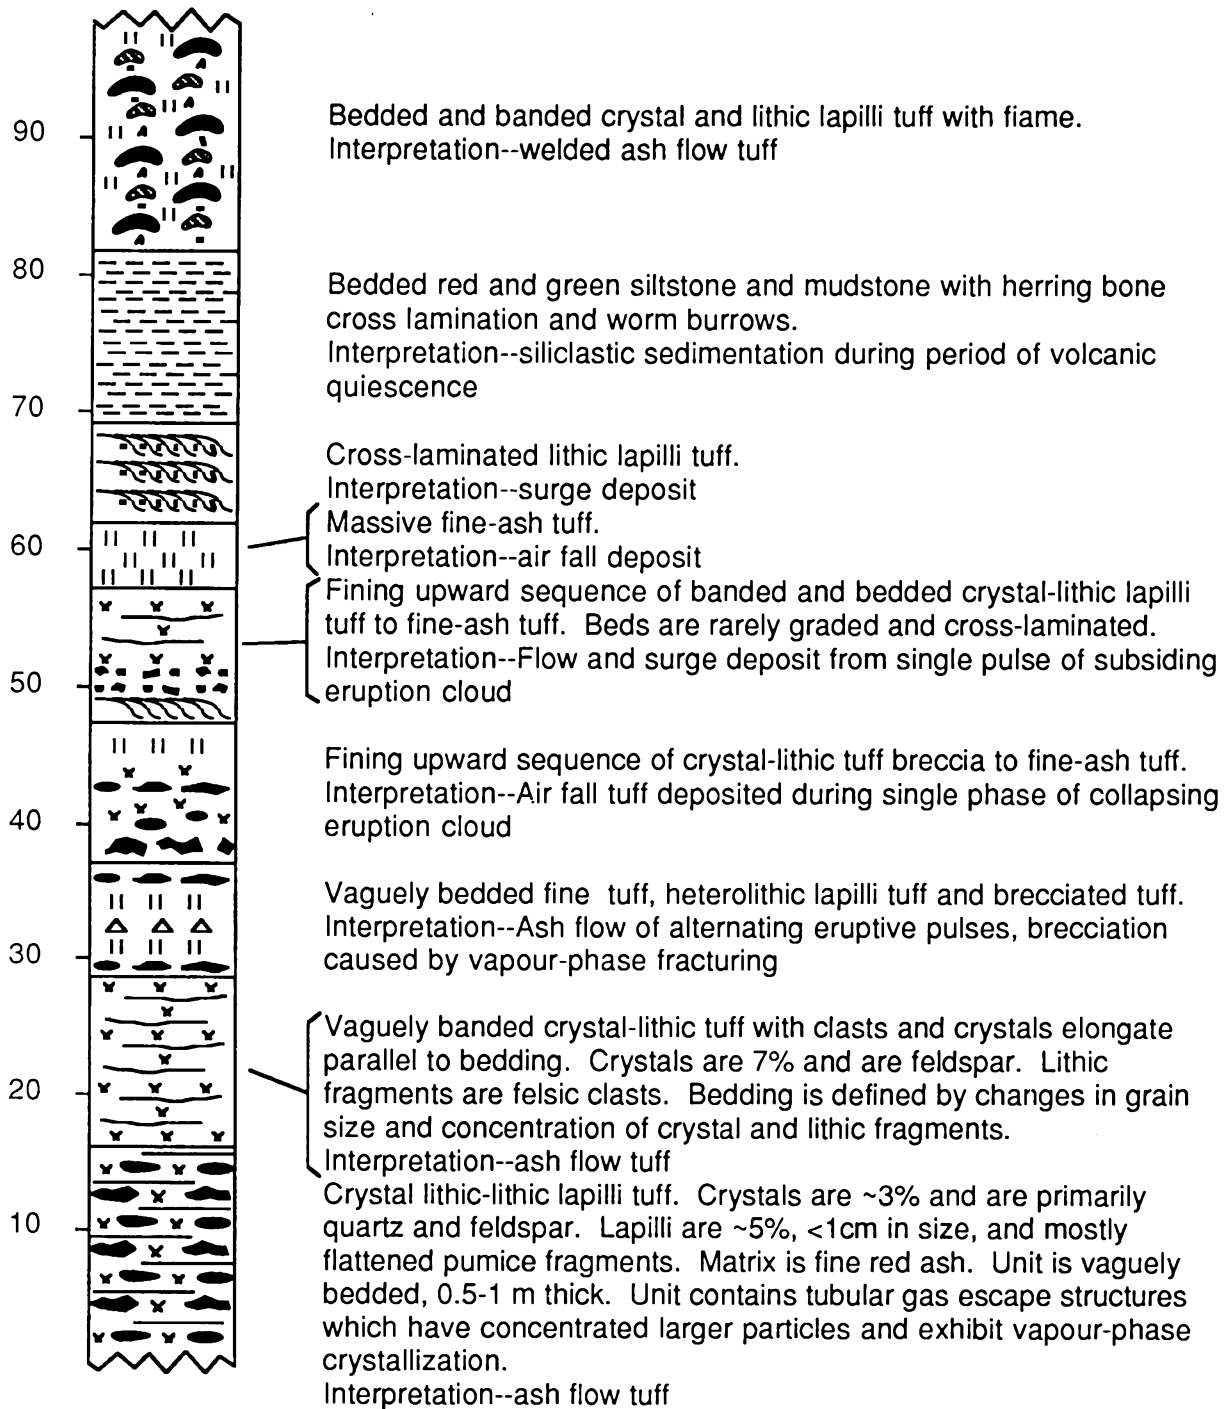 90
Bedded and banded crystal and lithic lapilli tuff with fiame.
Interpretation--welded ash flow tuff
80
Bedded red and green siltstone and mudstone with herring bone
cross lamination and worm burrows.
Interpretation--siliclastic sedimentation during period of volcanic
quiescence
70
Cross-laminated lithic lapilli tuff.
Interpretation--surge deposit
60
Massive fine-ash tuff.
Interpretation--air fall deposit
Fining upward sequence of banded and bedded crystal-lithic lapilli
tuff to fine-ash tuff. Beds are rarely graded and cross-laminated.
Interpretation--Flow and surge deposit from single pulse of subsiding
eruption cloud
50
Fining upward sequence of crystal-lithic tuff breccia to fine-ash tuff.
Interpretation--Air fall tuff deposited during single phase of collapsing
eruption cloud
40
Vaguely bedded fine tuff, heterolithic lapilli tuff and brecciated tuff.
Interpretation--Ash flow of alternating eruptive pulses, brecciation
caused by vapour-phase fracturing
30
Vaguely banded crystal-lithic tuff with clasts and crystals elongate
parallel to bedding. Crystals are 7% and are feldspar. Lithic
fragments are felsic clasts. Bedding is defined by changes in grain
size and concentration of crystal and lithic fragments.
Interpretation--ash flow tuff
20
Crystal lithic-lithic lapilli tuff. Crystals are ~3% and are primarily
quartz and feldspar. Lapilli are ~5%, <1cm in size, and mostly
flattened pumice fragments. Matrix is fine red ash. Unit is vaguely
bedded, 0.5-1 m thick. Unit contains tubular gas escape structures
which have concentrated larger particles and exhibit vapour-phase
crystallization.
Interpretation--ash flow tuff
10